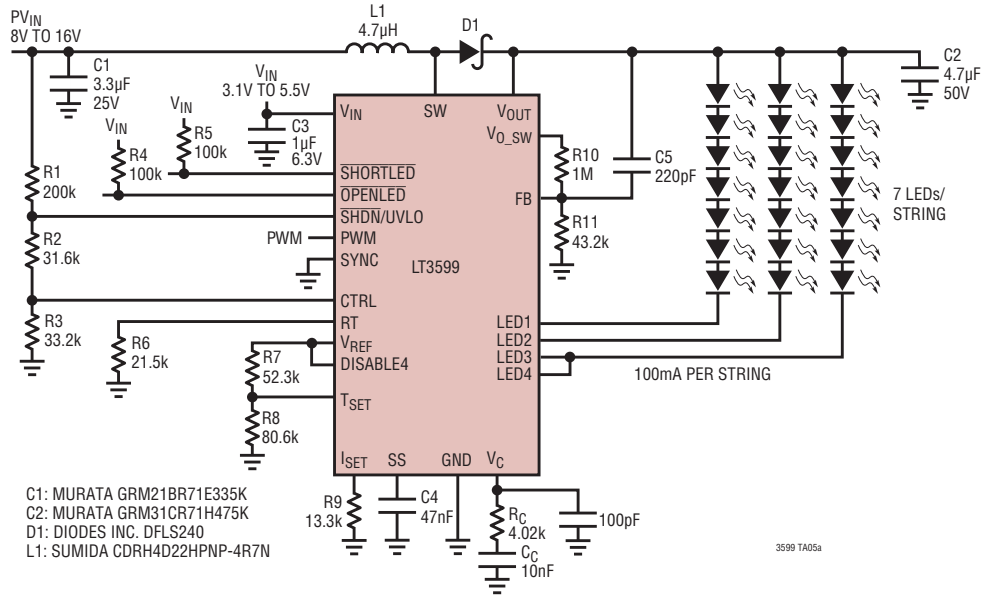 PVIN
8V TO 16V
L1
4.7µH
D1
C1
3.3µF
25V
VIN
3.1V TO 5.5V
C3
1µF
6.3V
VIN
R5
100k
VIN
R4
100k
R1
200k
R2
31.6k
R3
33.2k
PWM
R6
21.5k
R7
52.3k
R8
80.6k
VIN
SW
VOUT
VO_SW
SHORTLED
OPENLED
SHDN/UVLO
PWM
SYNC
LT3599
FB
CTRL
RT
VREF
DISABLE4
TSET
LED1
LED2
LED3
LED4
ISET
SS
GND
VC
R10
1M
C5
220pF
R11
43.2k
C2
4.7µF
50V
7 LEDs/
STRING
100mA PER STRING
R9
13.3k
C4
47nF
RC
4.02k
CC
10nF
100pF
C1: MURATA GRM21BR71E335K
C2: MURATA GRM31CR71H475K
D1: DIODES INC. DFLS240
L1: SUMIDA CDRH4D22HPNP-4R7N
3599 TA05a